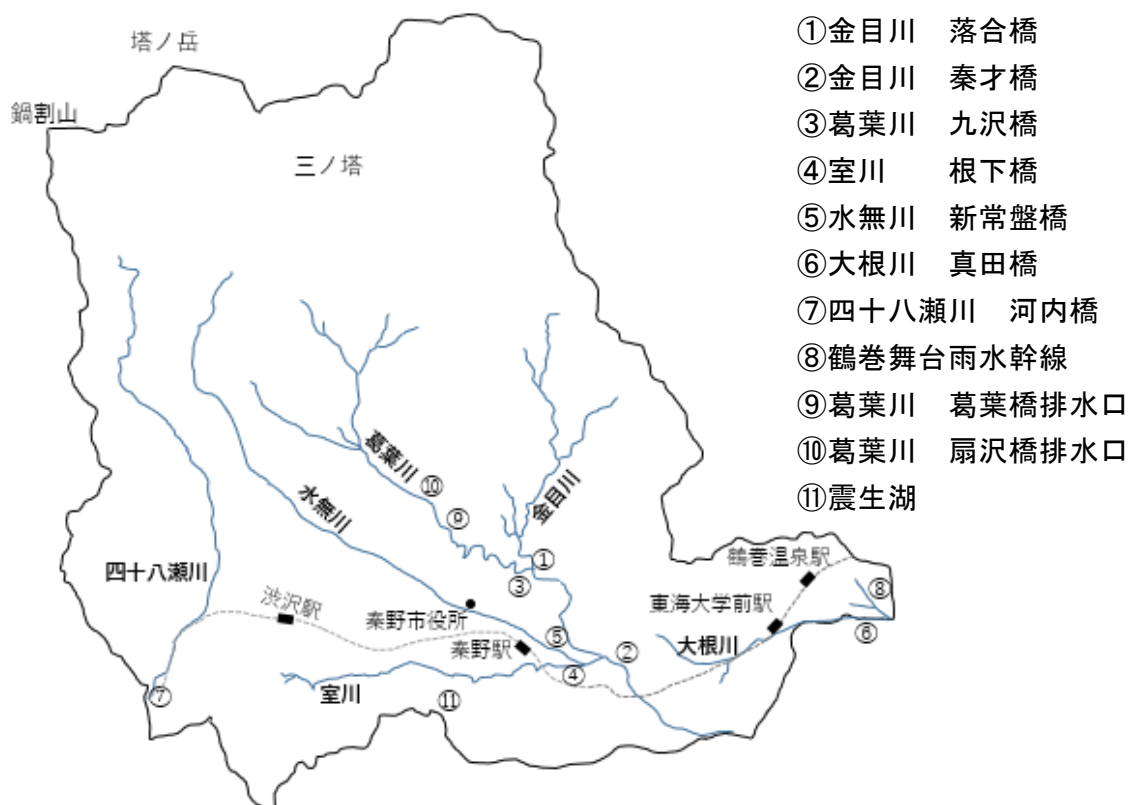 塔ノ岳
鍋割山
三ノ塔
葛葉川
⑩
水無川
金目川
⑨
①
③
四十八瀬川
渋沢駅
秦野市役所
秦野駅
⑤
②
④
室川
⑦
⑪
鶴巻温泉駅
東海大学前駅
大根川
⑧
⑥
①金目川　落合橋
②金目川　秦才橋
③葛葉川　九沢橋
④室川　　根下橋
⑤水無川　新常盤橋
⑥大根川　真田橋
⑦四十八瀬川　河内橋
⑧鶴巻舞台雨水幹線
⑨葛葉川　葛葉橋排水口
⑩葛葉川　扇沢橋排水口
⑪震生湖